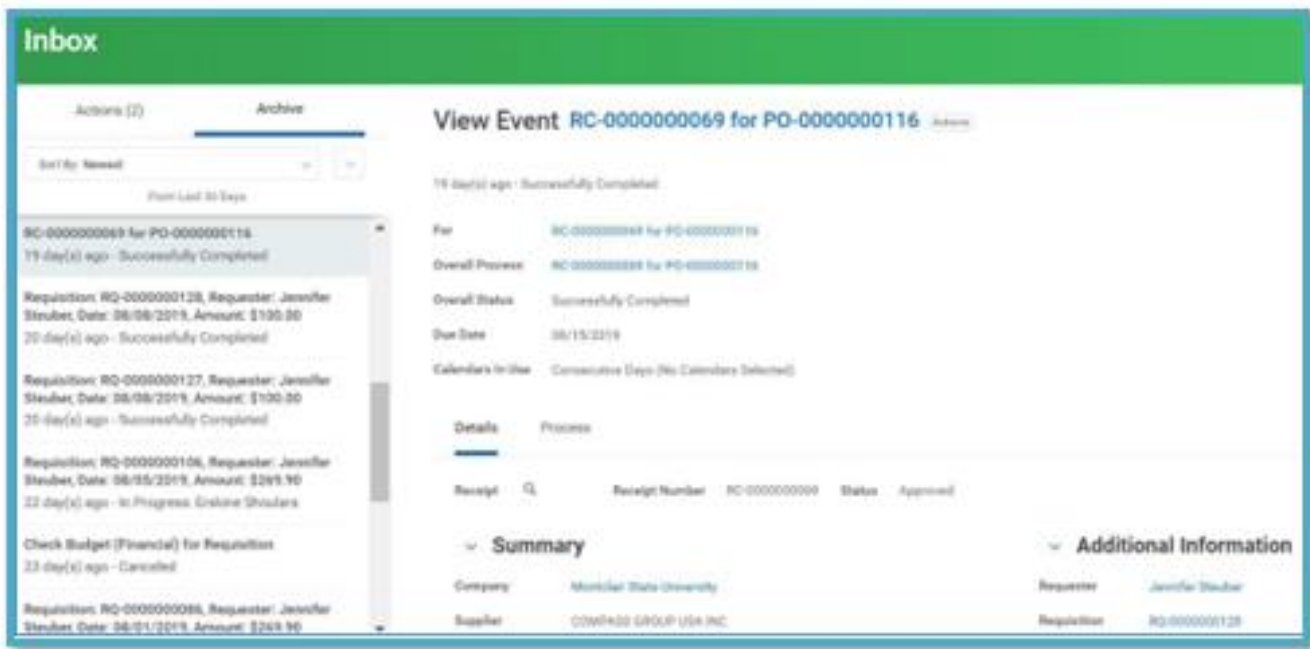 Inbox
Actions (2)
Archive
Sort By: Newest
From Last 30 Days
RC-0000000069 for PO-0000000116
19 day(s) ago - Successfully Completed
Requisition: RQ-0000000128, Requester: Jennifer
Steuber, Date: 08/08/2019, Amount: $100.00
20 day(s) ago - Successfully Completed
Requisition: RQ-0000000127, Requester: Jennifer
Steuber, Date: 08/08/2019, Amount: $100.00
20 day(s) ago - Successfully Completed
Requisition: RQ-0000000106, Requester: Jennifer
Steuber, Date: 08/05/2019, Amount: $269.90
22 day(s) ago - In Progress: Erskine
Check Budget (Financial) for Requisition
23 day(s) ago - Canceled
Requisition: RQ-0000000086, Requester: Jennifer
Steuber, Date: 08/01/2019, Amount: $269.90
View Event RC-0000000069 for PO-0000000116 Actions
19 day(s) ago - Successfully Completed
For RC-0000000069 for PO-0000000116
Overall Process RC-0000000069 for PO-0000000116
Overall Status Successfully Completed
Due Date 08/15/2019
Calendars In Use Consecutive Days (No Calendars Selected)
Details Process
Receipt Receipt Number RC-0000000069 Status Approved
Summary
Company Montclair State University
Supplier COMPASS GROUP USA INC
Additional Information
Requester Jennifer Steuber
Requisition RQ-0000000128